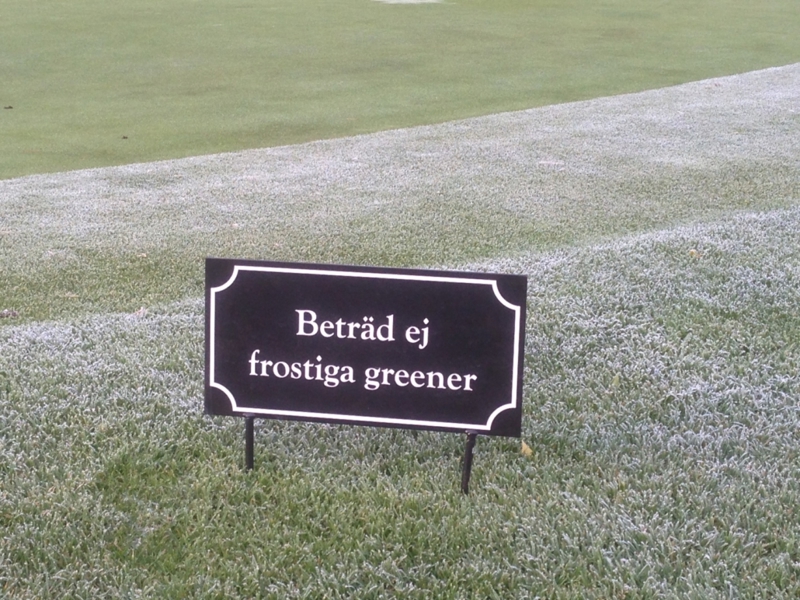 Beträd ej
frostiga greener